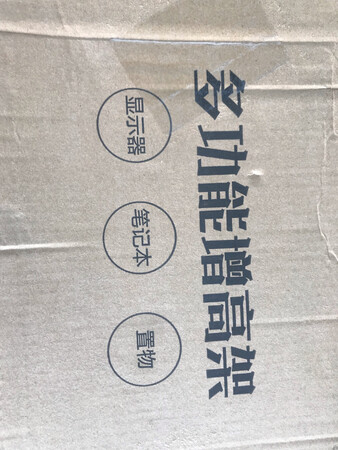 多功能增高架
显示器
笔记本
置物